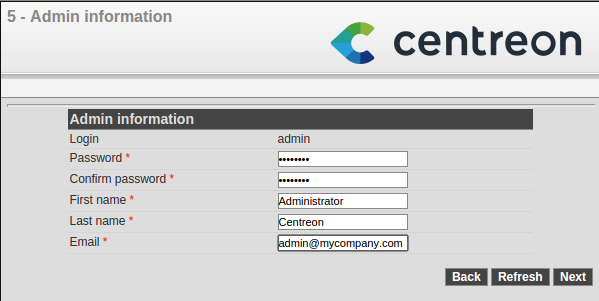 5 - Admin information
centreon
Admin information
Login admin
Password * ••••••••
Confirm password * ••••••••
First name * Administrator
Last name * Centreon
Email * admin@mycompany.com
Back Refresh Next